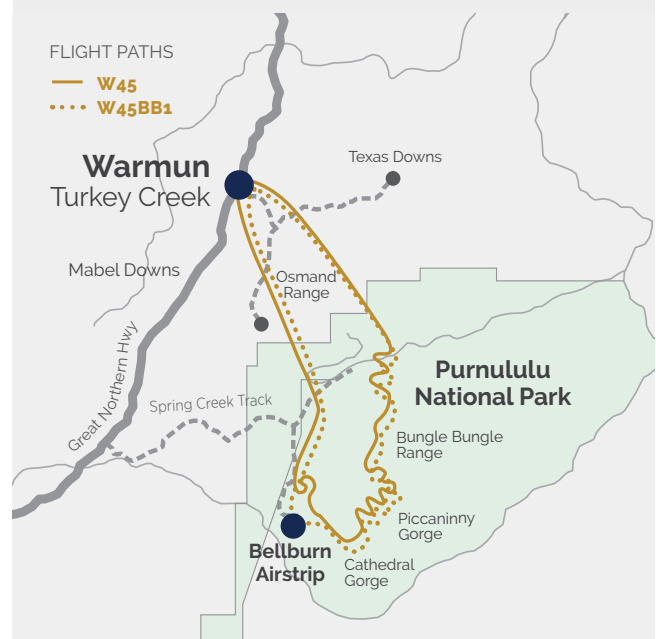 FLIGHT PATHS
W45
W45BB1
Warmun
Turkey Creek
Texas Downs
Mabel Downs
Osmand
Range
Great Northern Hwy
Spring Creek Track
Purnululu
National Park
Bungle Bungle
Range
Piccaninny
Gorge
Bellburn
Airstrip
Cathedral
Gorge